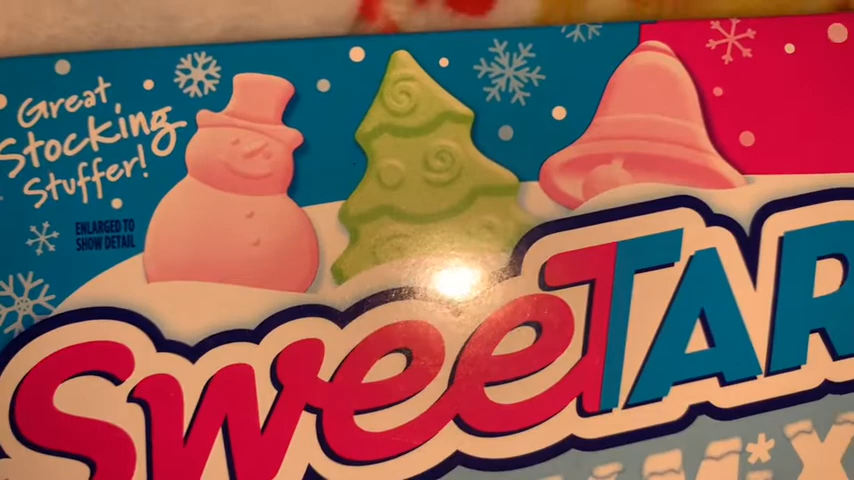 Great
Stocking
Stuffer!
ENLARGED TO
SHOW DETAIL
SweeTAR